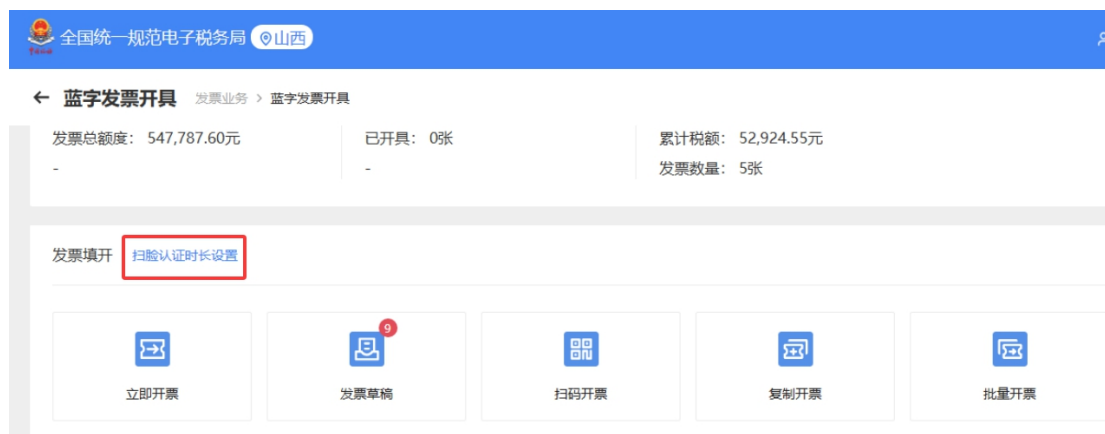 全国统一规范电子税务局 山西
← 蓝字发票开具 发票业务 > 蓝字发票开具
发票总额度： 547,787.60元 已开具： 0张 累计税额： 52,924.55元
- - 发票数量： 5张
发票填开 扫脸认证时长设置
9
立即开票 发票草稿 扫码开票 复制开票 批量开票